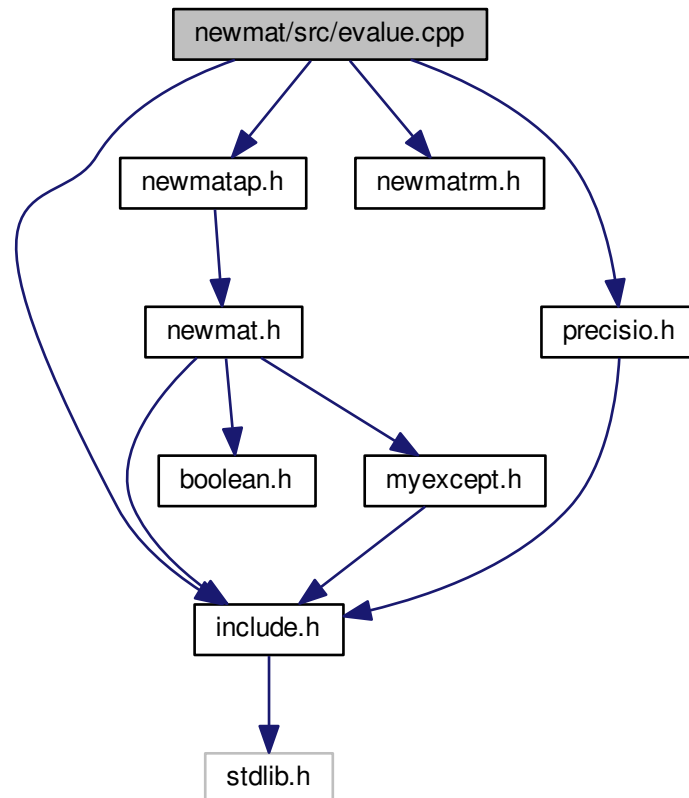 newmat/src/evalue.cpp
newmatap.h
newmatrm.h
newmat.h
precisio.h
boolean.h
myexcept.h
include.h
stdlib.h